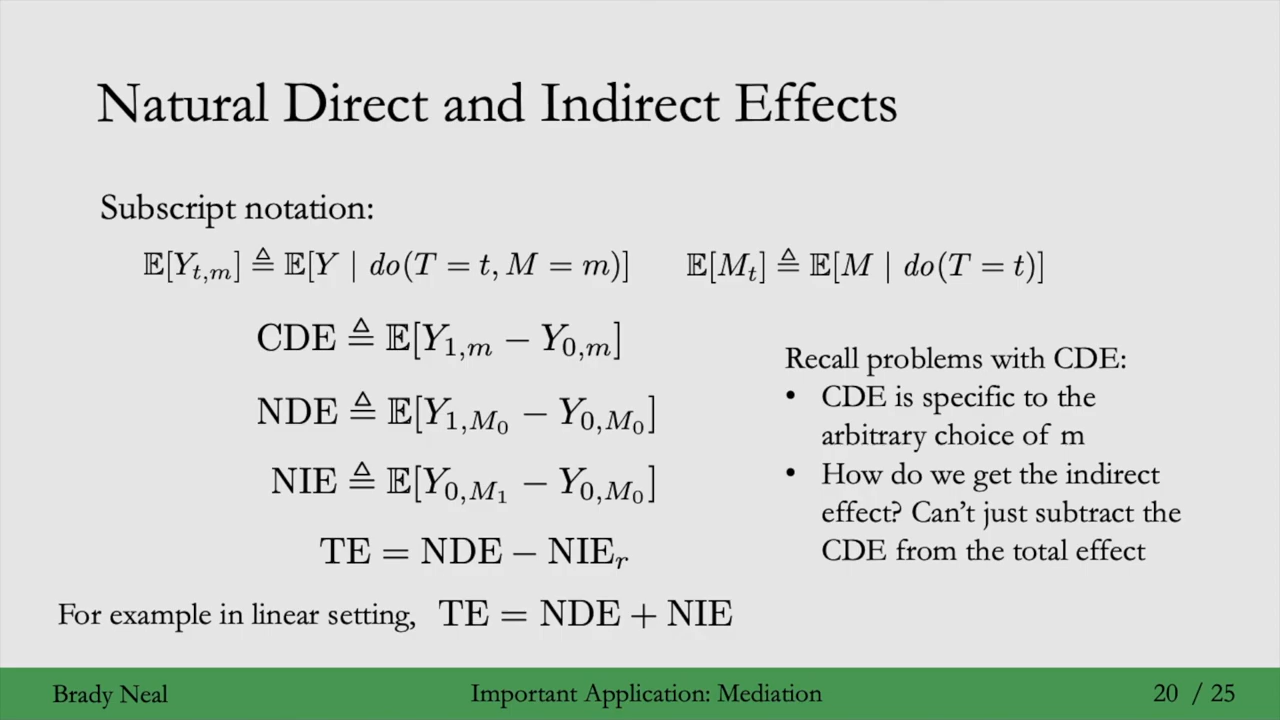 Natural Direct and Indirect Effects
Subscript notation:
𝔼[Y_{t,m}] ≜ 𝔼[Y | do(T = t, M = m)]   𝔼[M_t] ≜ 𝔼[M | do(T = t)]
CDE ≜ 𝔼[Y_{1,m} − Y_{0,m}]
NDE ≜ 𝔼[Y_{1,M_0} − Y_{0,M_0}]
NIE ≜ 𝔼[Y_{0,M_1} − Y_{0,M_0}]
TE = NDE − NIE_r
For example in linear setting, TE = NDE + NIE
Recall problems with CDE:
• CDE is specific to the
arbitrary choice of m
• How do we get the indirect
effect? Can't just subtract the
CDE from the total effect
Brady Neal   Important Application: Mediation   20 / 25